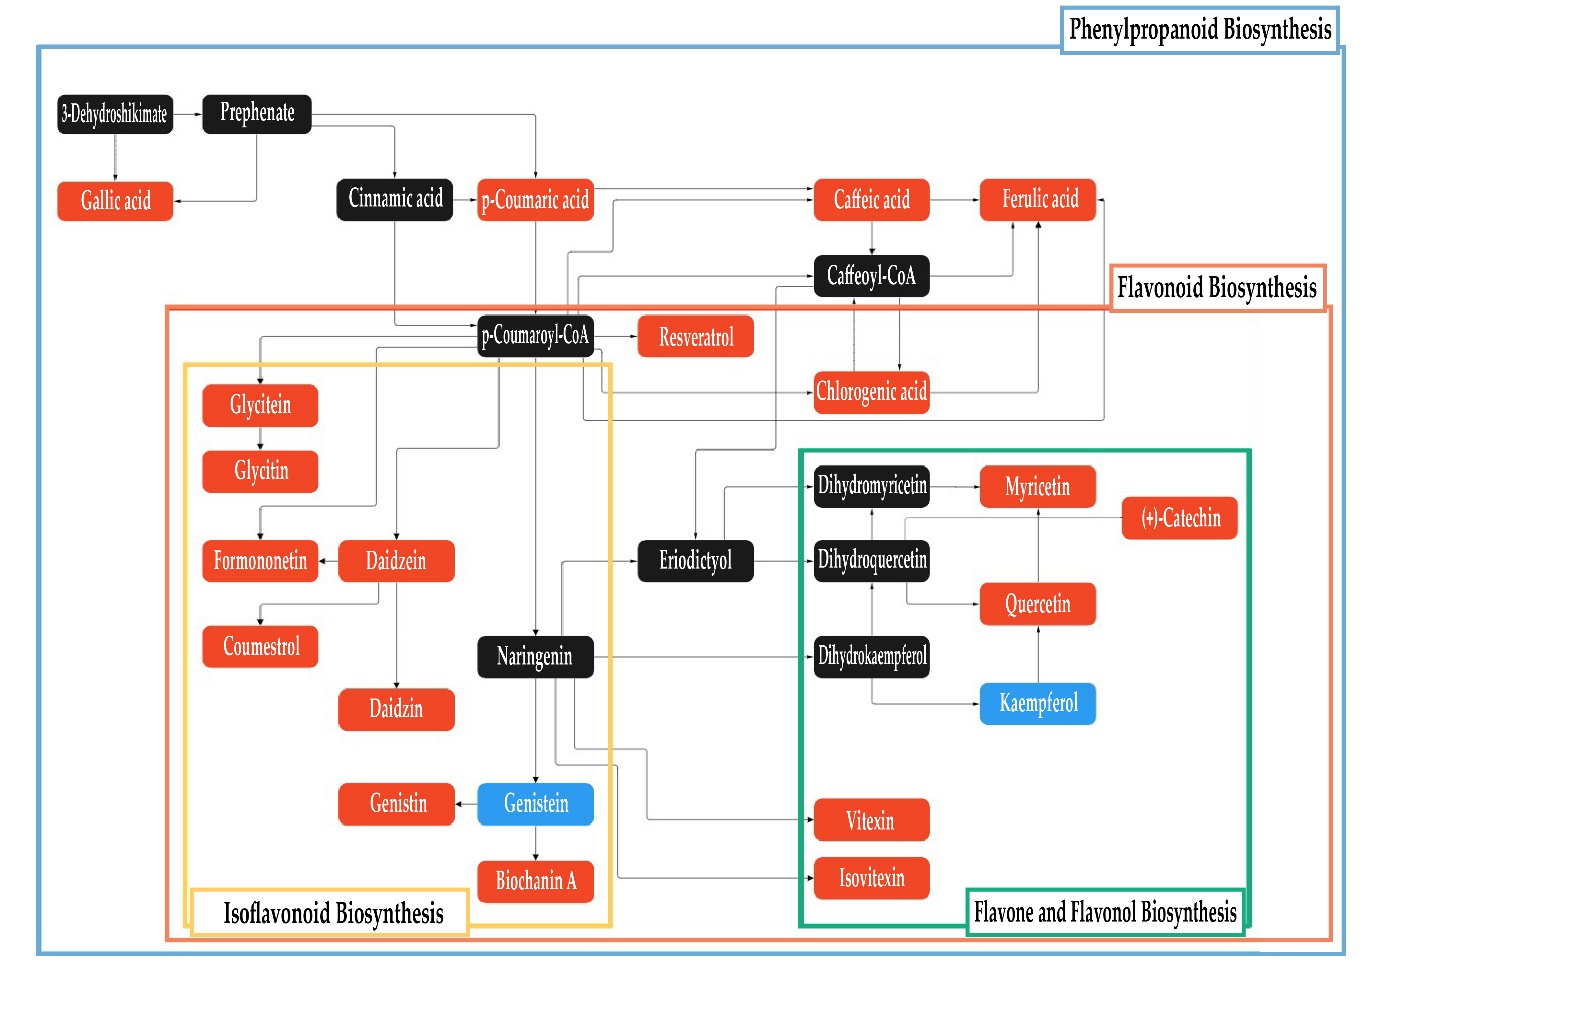 Phenylpropanoid Biosynthesis
3-Dehydroshikimate
Prephenate
Gallic acid
Cinnamic acid
p-Coumaric acid
Caffeic acid
Ferulic acid
Caffeoyl-CoA
Flavonoid Biosynthesis
p-Coumaroyl-CoA
Resveratrol
Chlorogenic acid
Glycitein
Glycitin
Dihydromyricetin
Myricetin
(+)-Catechin
Formononetin
Daidzein
Eriodictyol
Dihydroquercetin
Quercetin
Coumestrol
Naringenin
Dihydrokaempferol
Kaempferol
Daidzin
Genistin
Genistein
Vitexin
Biochanin A
Isovitexin
Isoflavonoid Biosynthesis
Flavone and Flavonol Biosynthesis